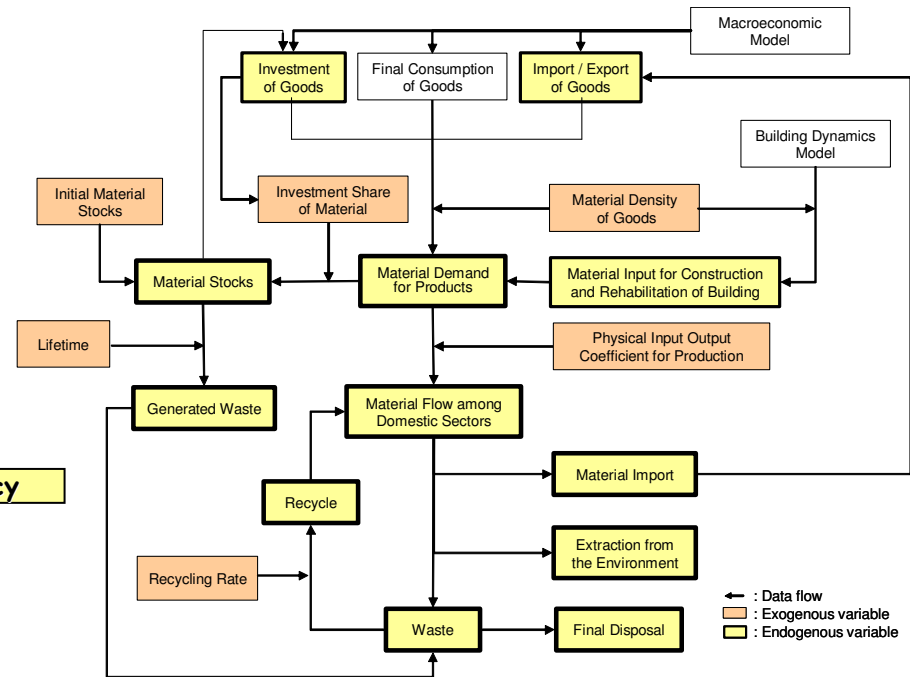 Macroeconomic
Model
Investment
of Goods
Final Consumption
of Goods
Import / Export
of Goods
Building Dynamics
Model
Initial Material
Stocks
Investment Share
of Material
Material Density
of Goods
Material Stocks
Material Demand
for Products
Material Input for Construction
and Rehabilitation of Building
Lifetime
Physical Input Output
Coefficient for Production
Generated Waste
Material Flow among
Domestic Sectors
cy
Material Import
Recycle
Extraction from
the Environment
Recycling Rate
Waste
Final Disposal
: Data flow
: Exogenous variable
: Endogenous variable